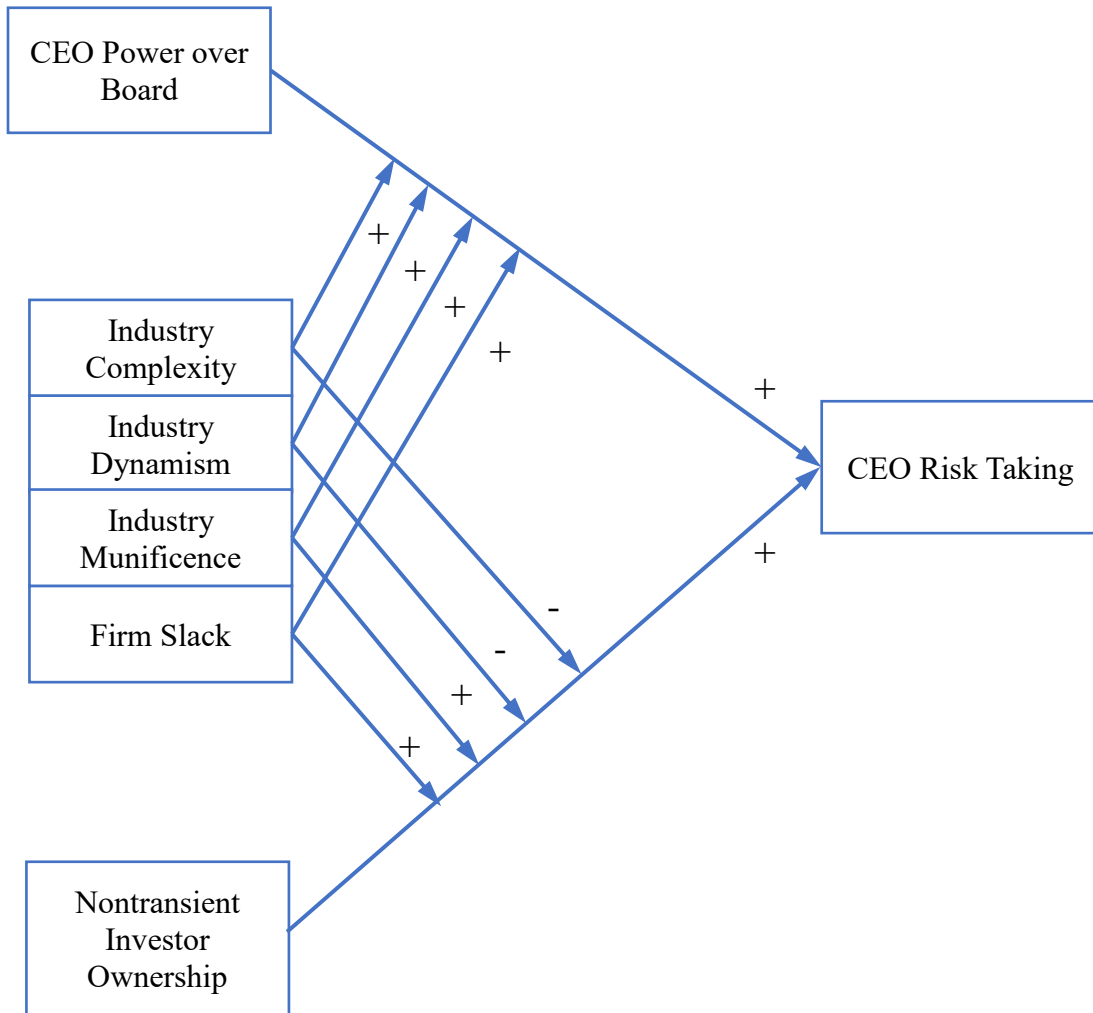 CEO Power over
Board
+
+
+
+
Industry
Complexity
Industry
Dynamism
Industry
Munificence
Firm Slack
+
CEO Risk Taking
+
-
-
+
+
Nontransient
Investor
Ownership